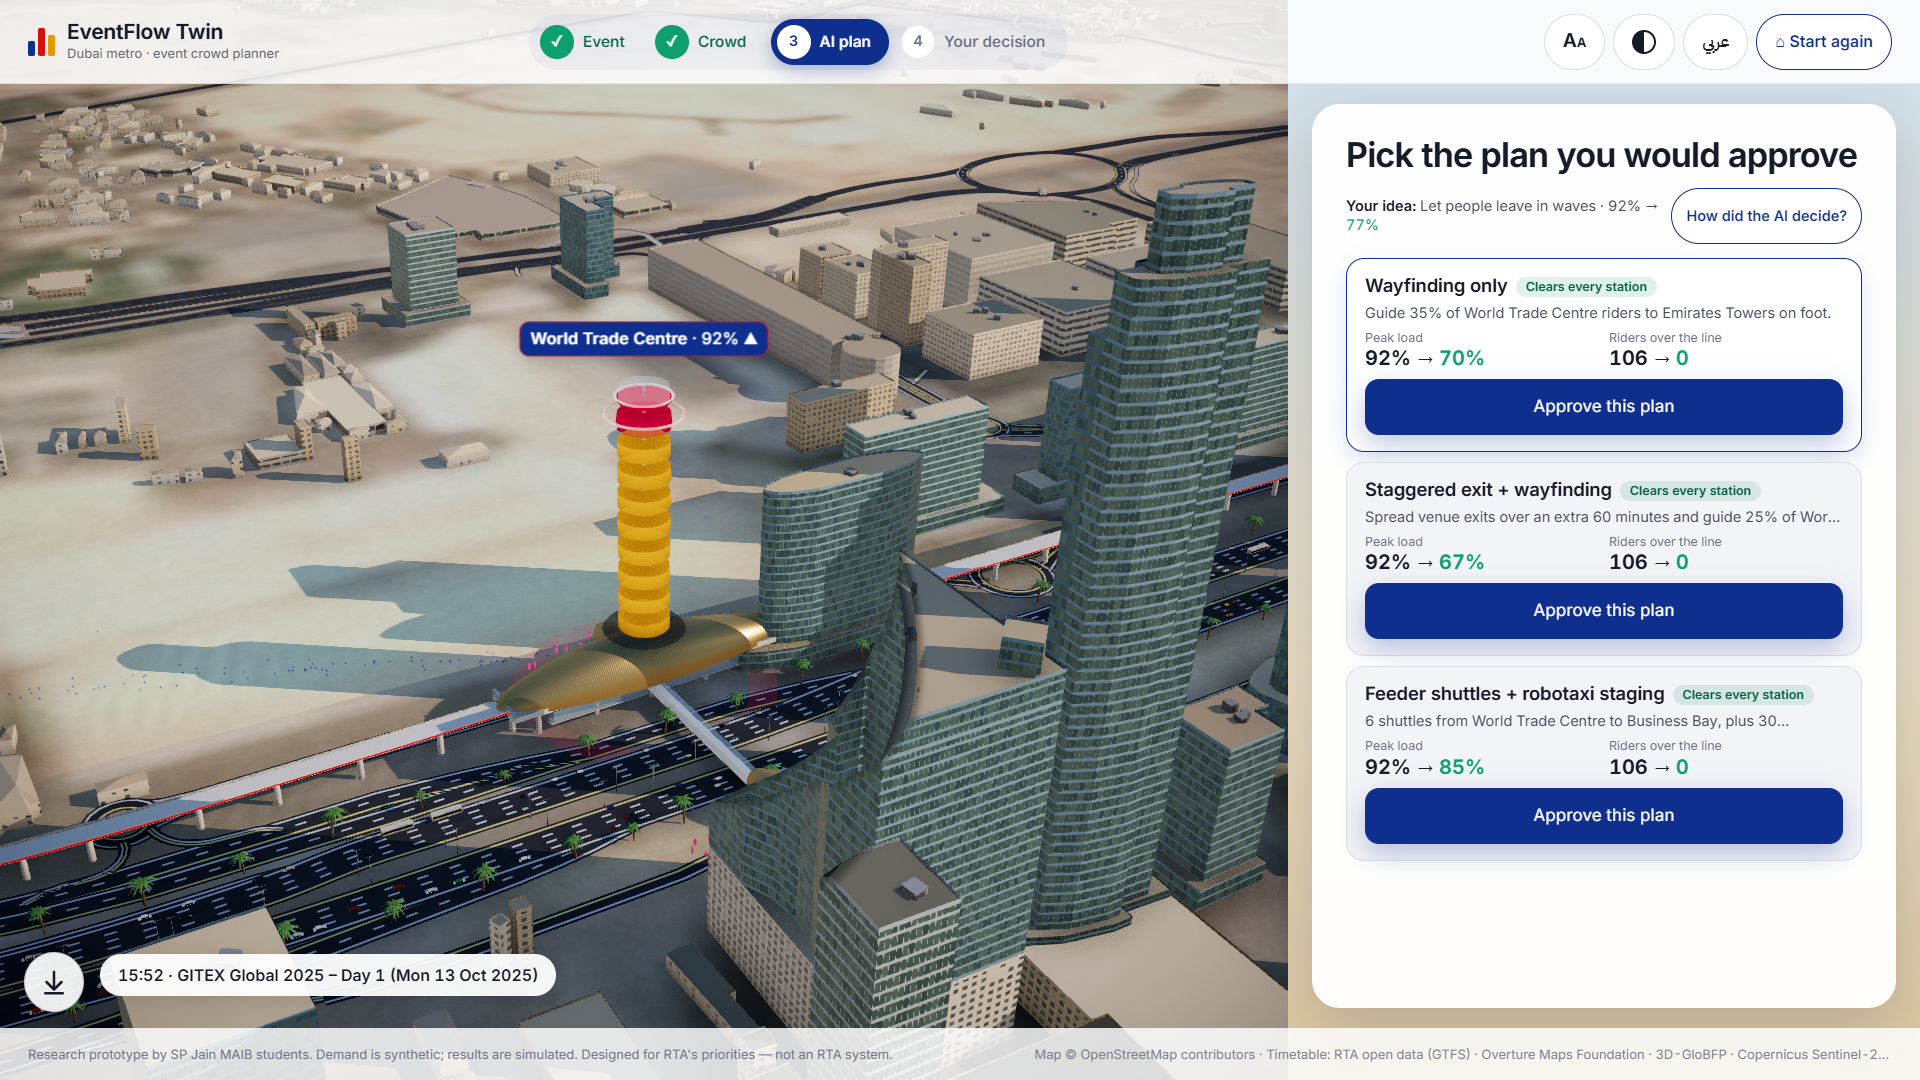 EventFlow Twin
Dubai metro · event crowd planner
✓ Event
✓ Crowd
3 AI plan
4 Your decision
AA
عربي
⌂ Start again
World Trade Centre · 92% ▲
15:52 · GITEX Global 2025 – Day 1 (Mon 13 Oct 2025)
Pick the plan you would approve
Your idea: Let people leave in waves · 92% →
77%
How did the AI decide?
Wayfinding only Clears every station
Guide 35% of World Trade Centre riders to Emirates Towers on foot.
Peak load Riders over the line
92% → 70% 106 → 0
Approve this plan
Staggered exit + wayfinding Clears every station
Spread venue exits over an extra 60 minutes and guide 25% of Wor...
Peak load Riders over the line
92% → 67% 106 → 0
Approve this plan
Feeder shuttles + robotaxi staging Clears every station
6 shuttles from World Trade Centre to Business Bay, plus 30...
Peak load Riders over the line
92% → 85% 106 → 0
Approve this plan
Research prototype by SP Jain MAIB students. Demand is synthetic; results are simulated. Designed for RTA's priorities — not an RTA system.
Map © OpenStreetMap contributors · Timetable: RTA open data (GTFS) · Overture Maps Foundation · 3D-GloBFP · Copernicus Sentinel-2...